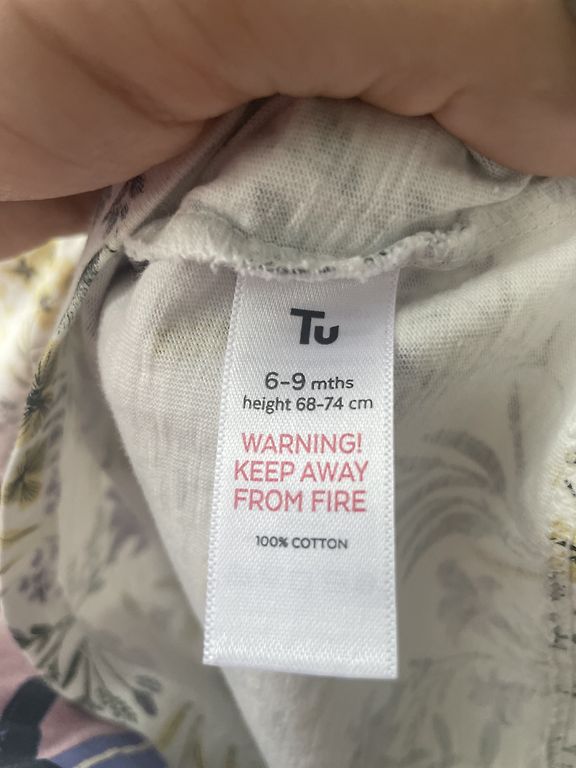 Tu
6-9 mths
height 68-74 cm
WARNING!
KEEP AWAY
FROM FIRE
100% COTTON